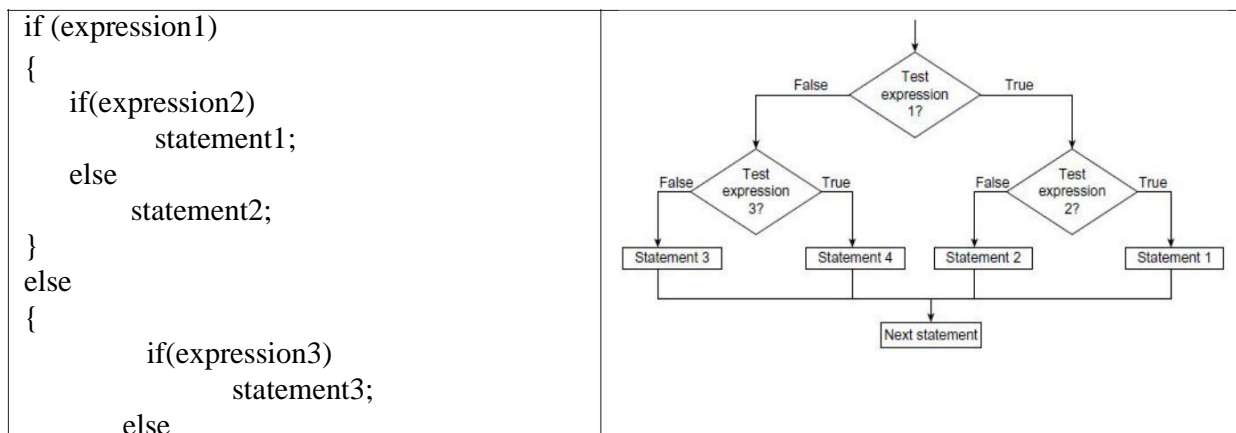 if (expression1)
{
if(expression2)
statement1;
else
statement2;
}
else
{
if(expression3)
statement3;
else
Test
expression
1?
False
True
Test
expression
3?
False
True
Test
expression
2?
False
True
Statement 3
Statement 4
Statement 2
Statement 1
Next statement